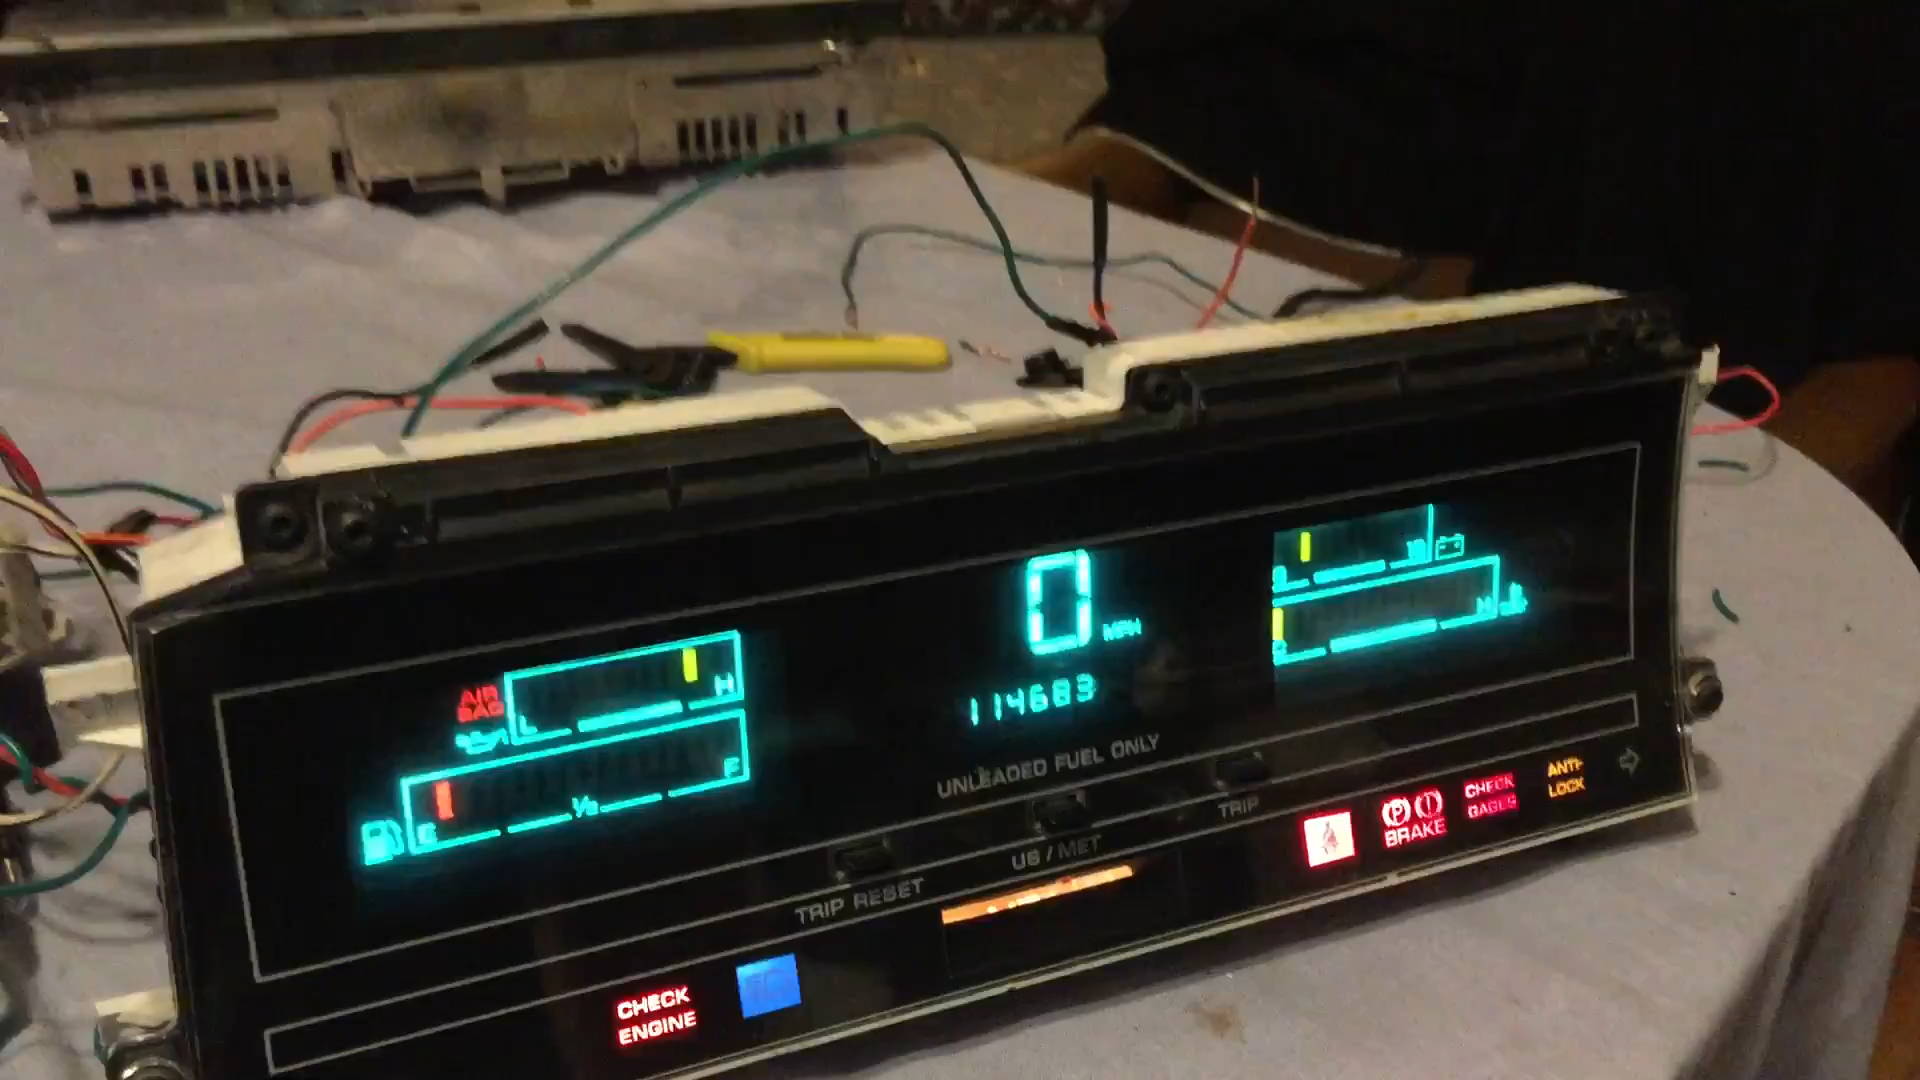 AIR
BAG
L
H
E
1/2
F
0 MPH
114683
18
H
C
UNLEADED FUEL ONLY
TRIP RESET
US / MET
TRIP
CHECK
ENGINE
BRAKE
CHECK
GAGES
ANTI-
LOCK